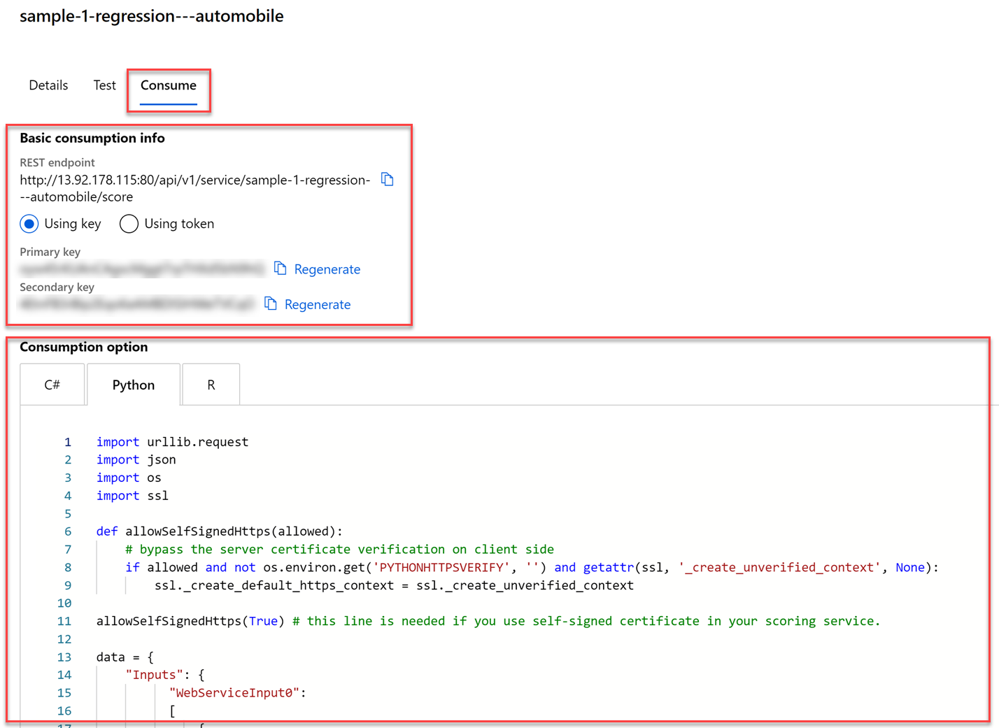 sample-1-regression---automobile
Details Test Consume
Basic consumption info
REST endpoint
http://13.92.178.115:80/api/v1/service/sample-1-regression-
--automobile/score
Using key Using token
Primary key
Regenerate
Secondary key
Regenerate
Consumption option
C# Python R
1 import urllib.request
2 import json
3 import os
4 import ssl
5
6 def allowSelfSignedHttps(allowed):
7 # bypass the server certificate verification on client side
8 if allowed and not os.environ.get('PYTHONHTTPSVERIFY', '') and getattr(ssl, '_create_unverified_context', None):
9 ssl._create_default_https_context = ssl._create_unverified_context
10
11 allowSelfSignedHttps(True) # this line is needed if you use self-signed certificate in your scoring service.
12
13 data = {
14 "Inputs": {
15 "WebServiceInput0":
16 [
17 {